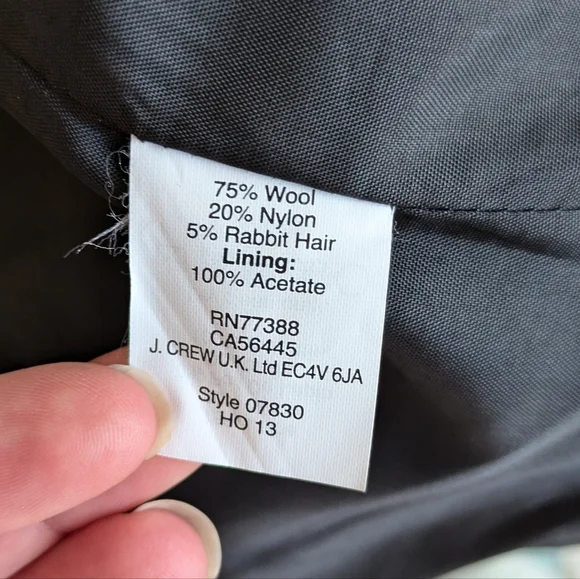 75% Wool
20% Nylon
5% Rabbit Hair
Lining:
100% Acetate
RN77388
CA56445
J. CREW U.K. Ltd EC4V 6JA
Style 07830
HO 13